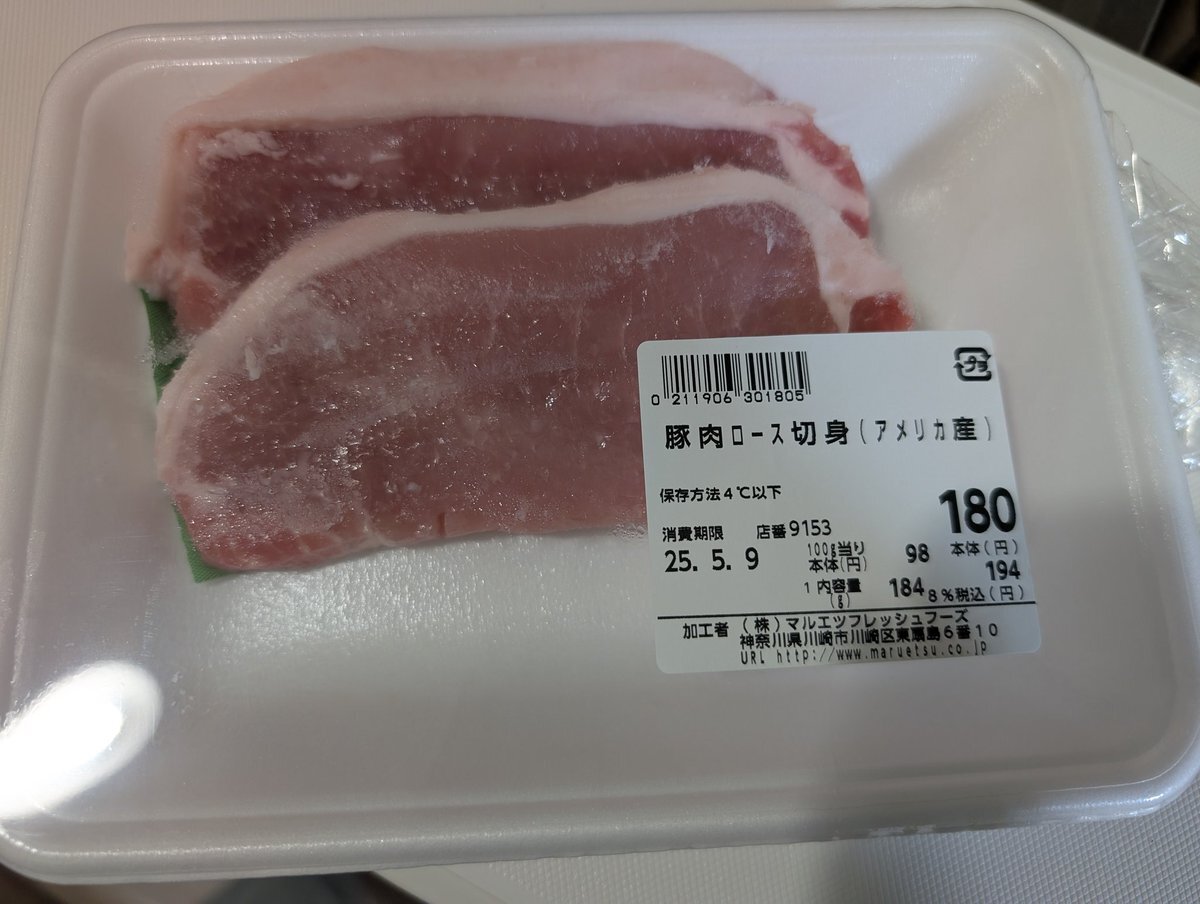 プラ
0 211906 301805
豚肉ロース切身(アメリカ産)
保存方法4℃以下
消費期限 店番9153
25.5.9
100g当り
本体(円) 98
1内容量
(g) 184
180
本体(円)
194
8%税込(円)
加工者 (株)マルエツフレッシュフーズ
神奈川県川崎市川崎区東扇島6番10
URL http://www.maruetsu.co.jp